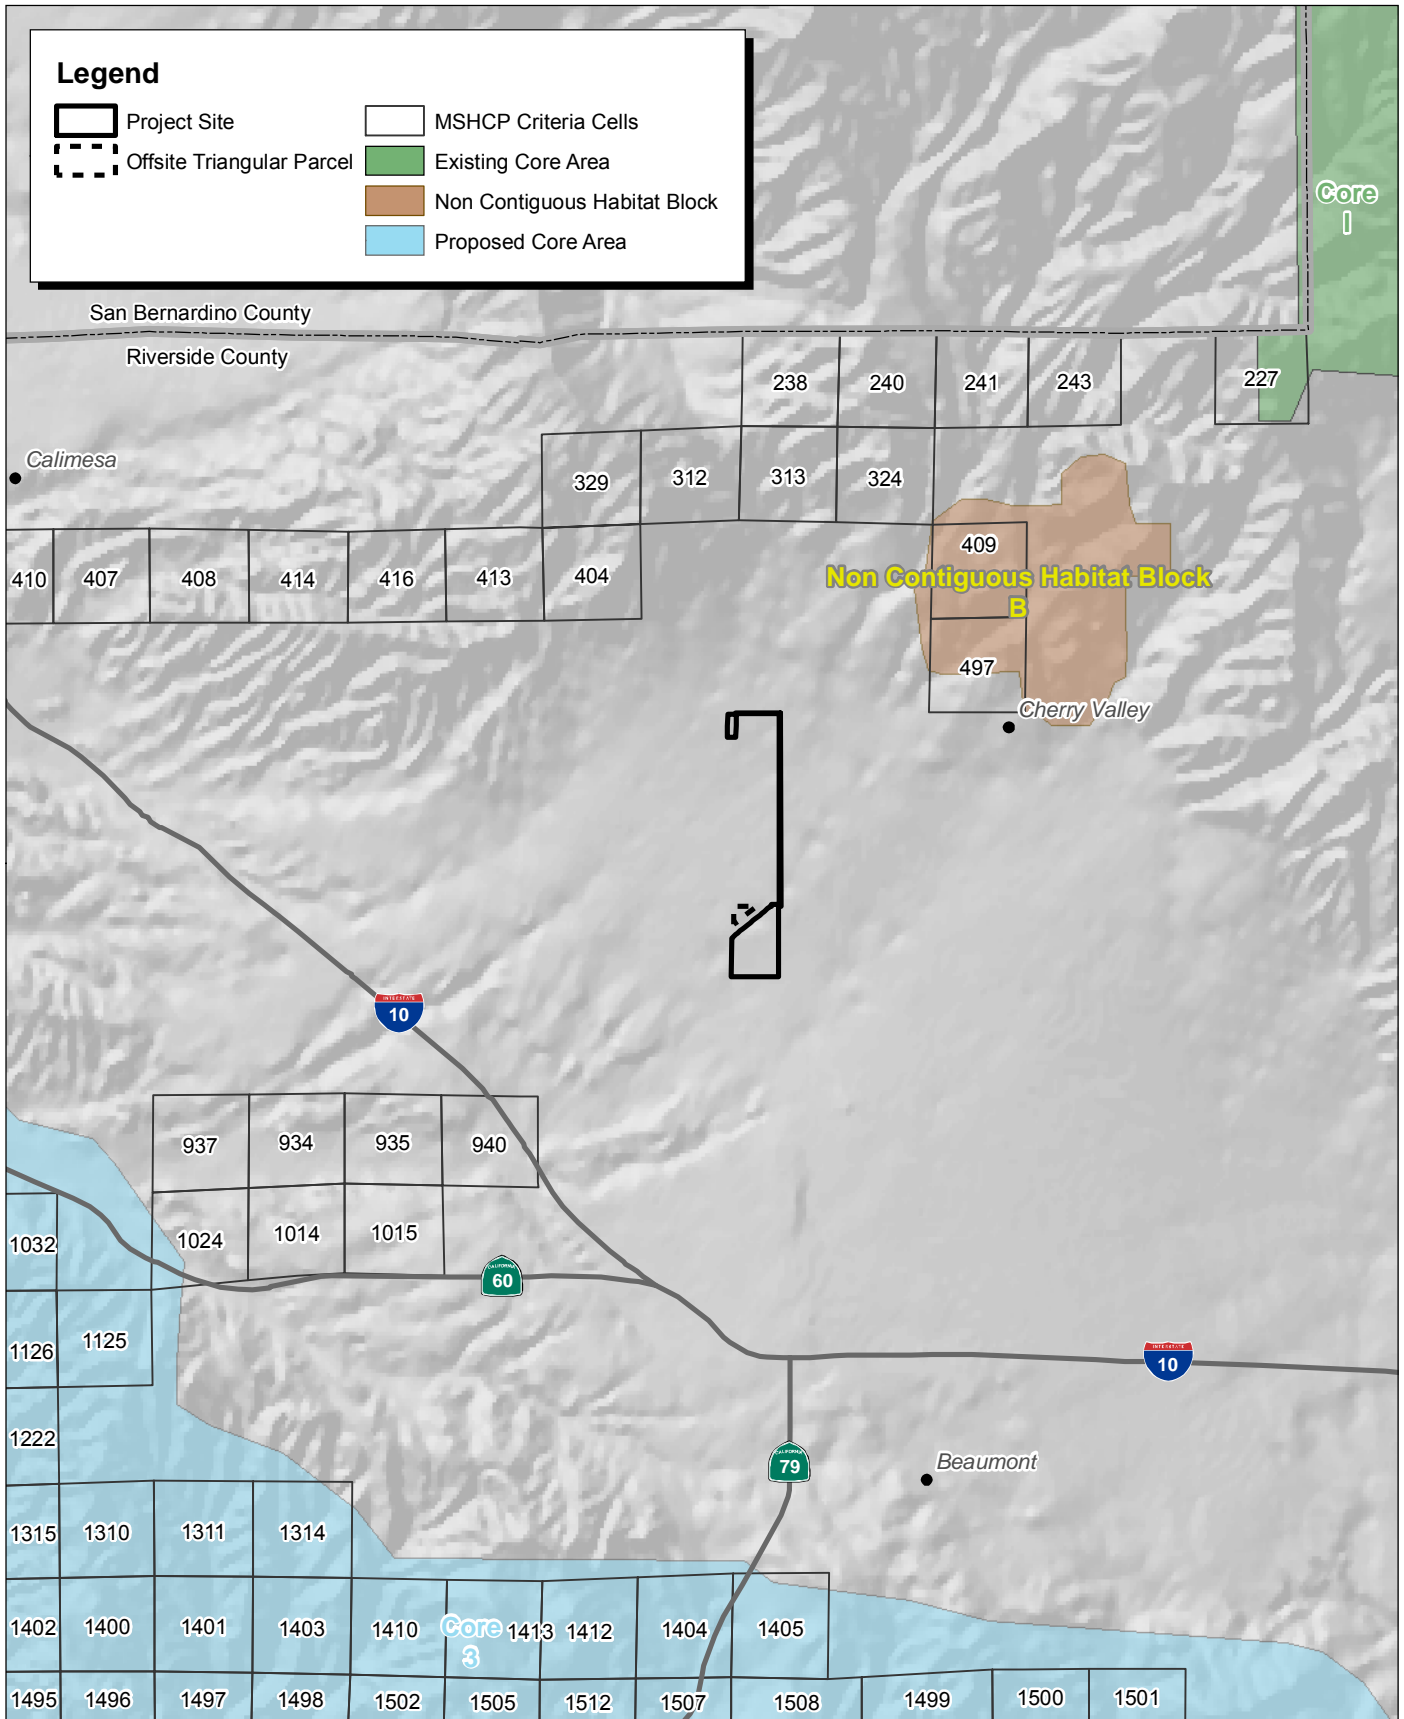 Legend
Project Site
Offsite Triangular Parcel
MSHCP Criteria Cells
Existing Core Area
Non Contiguous Habitat Block
Proposed Core Area
Core
I
San Bernardino County
Riverside County
238 240 241 243 227
Calimesa
329 312 313 324
409
410 407 408 414 416 413 404
Non Contiguous Habitat Block
B
497
Cherry Valley
INTERSTATE
10
937 934 935 940
1032 1024 1014 1015
CALIFORNIA
60
1126 1125
INTERSTATE
10
1222
CALIFORNIA
79
Beaumont
1315 1310 1311 1314
1402 1400 1401 1403 1410 1413 1412 1404 1405
Core
3
1495 1496 1497 1498 1502 1505 1512 1507 1508 1499 1500 1501